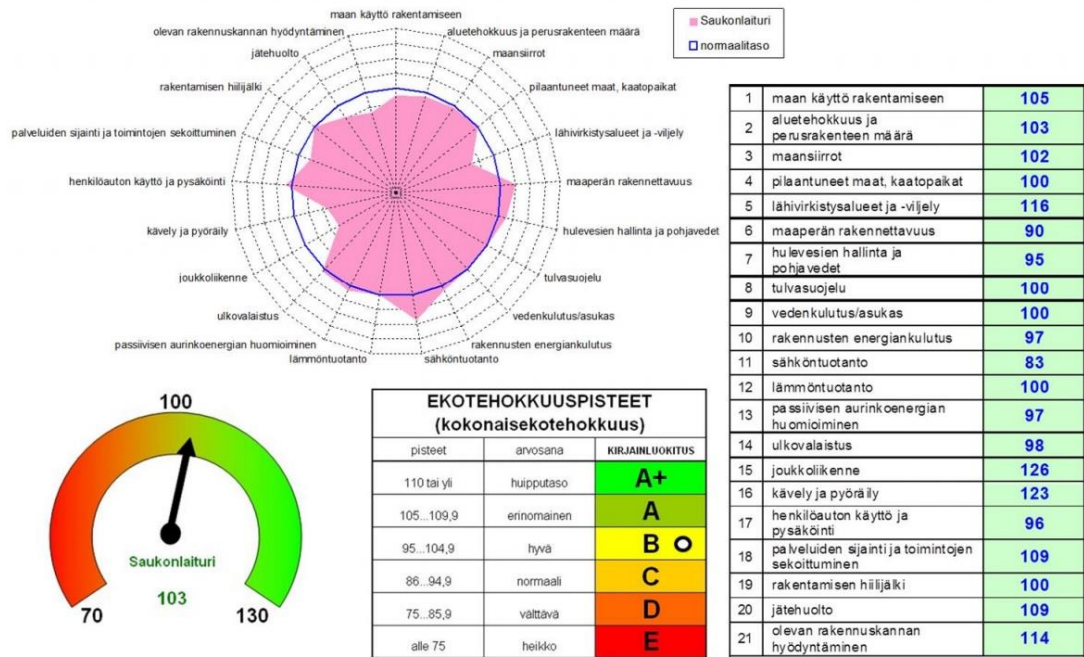 maan käyttö rakentamiseen
olevan rakennuskannan hyödyntäminen
aluetehokkuus ja perusrakenteen määrä
jätehuolto
maansiirrot
rakentamisen hiilijälki
pilaantuneet maat, kaatopaikat
palveluiden sijainti ja toimintojen sekoittuminen
lähivirkistysalueet ja -viljely
henkilöauton käyttö ja pysäköinti
maaperän rakennettavuus
kävely ja pyöräily
hulevesien hallinta ja pohjavedet
joukkoliikenne
tulvasuojelu
ulkovalaistus
vedenkulutus/asukas
passiivisen aurinkoenergian huomioiminen
rakennusten energiankulutus
lämmöntuotanto
sähköntuotanto
Saukonlaituri
normaalitaso
1 maan käyttö rakentamiseen 105
2 aluetehokkuus ja
perusrakenteen määrä 103
3 maansiirrot 102
4 pilaantuneet maat, kaatopaikat 100
5 lähivirkistysalueet ja -viljely 116
6 maaperän rakennettavuus 90
7 hulevesien hallinta ja
pohjavedet 95
8 tulvasuojelu 100
9 vedenkulutus/asukas 100
10 rakennusten energiankulutus 97
11 sähköntuotanto 83
12 lämmöntuotanto 100
13 passiivisen aurinkoenergian
huomioiminen 97
14 ulkovalaistus 98
15 joukkoliikenne 126
16 kävely ja pyöräily 123
17 henkilöauton käyttö ja
pysäköinti 96
18 palveluiden sijainti ja toimintojen
sekoittuminen 109
19 rakentamisen hiilijälki 100
20 jätehuolto 109
21 olevan rakennuskannan
hyödyntäminen 114
100
Saukonlaituri
103
70
130
EKOTEHOKKUUSPISTEET
(kokonaisekotehokkuus)
pisteet arvosana KIRJAINLUOKITUS
110 tai yli huipputaso A+
105...109,9 erinomainen A
95...104,9 hyvä B
86...94,9 normaali C
75...85,9 välttävä D
alle 75 heikko E